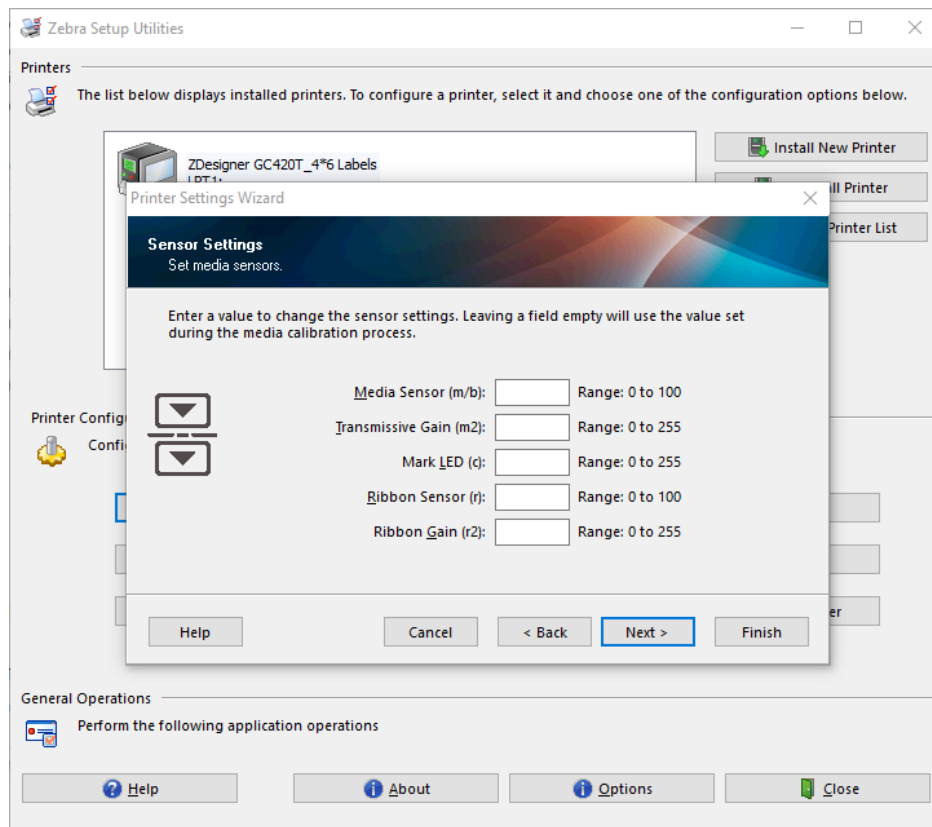 Zebra Setup Utilities
Printers
The list below displays installed printers. To configure a printer, select it and choose one of the configuration options below.
ZDesigner GC420T_4*6 Labels
LPT1:
Install New Printer
ll Printer
Printer List
Printer Settings Wizard
Sensor Settings
Set media sensors.
Enter a value to change the sensor settings. Leaving a field empty will use the value set
during the media calibration process.
Media Sensor (m/b): Range: 0 to 100
Transmissive Gain (m2): Range: 0 to 255
Mark LED (c): Range: 0 to 255
Ribbon Sensor (r): Range: 0 to 100
Ribbon Gain (r2): Range: 0 to 255
Printer Config
Confi
er
Help Cancel < Back Next > Finish
General Operations
Perform the following application operations
Help About Options Close